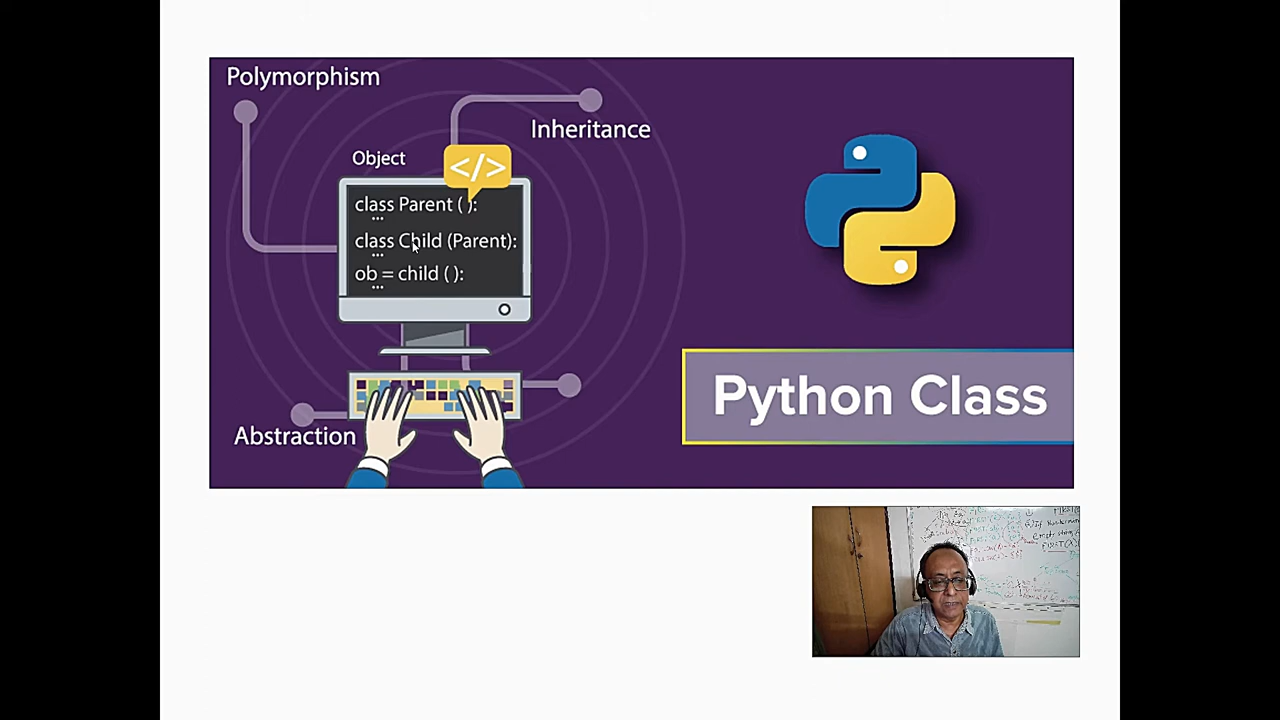 Polymorphism
Inheritance
Object
</>
class Parent ( ):
...
class Child (Parent):
...
ob = child ( ):
...
Abstraction
Python Class